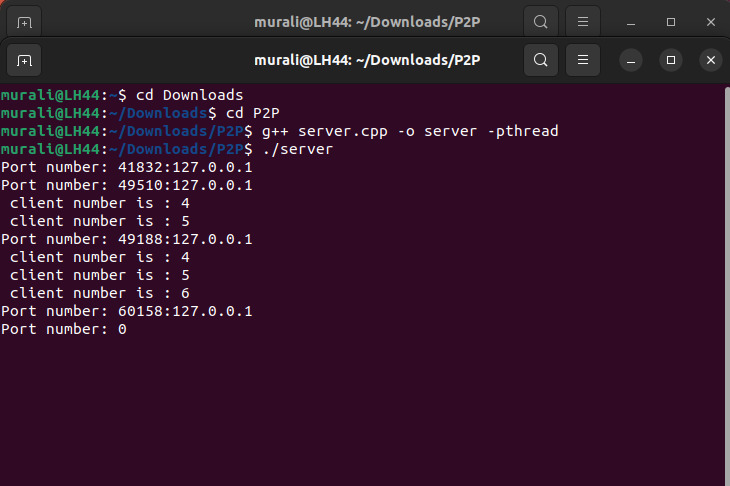 murali@LH44: ~/Downloads/P2P
murali@LH44: ~/Downloads/P2P
murali@LH44:~$ cd Downloads
murali@LH44:~/Downloads$ cd P2P
murali@LH44:~/Downloads/P2P$ g++ server.cpp -o server -pthread
murali@LH44:~/Downloads/P2P$ ./server
Port number: 41832:127.0.0.1
Port number: 49510:127.0.0.1
 client number is : 4
 client number is : 5
Port number: 49188:127.0.0.1
 client number is : 4
 client number is : 5
 client number is : 6
Port number: 60158:127.0.0.1
Port number: 0